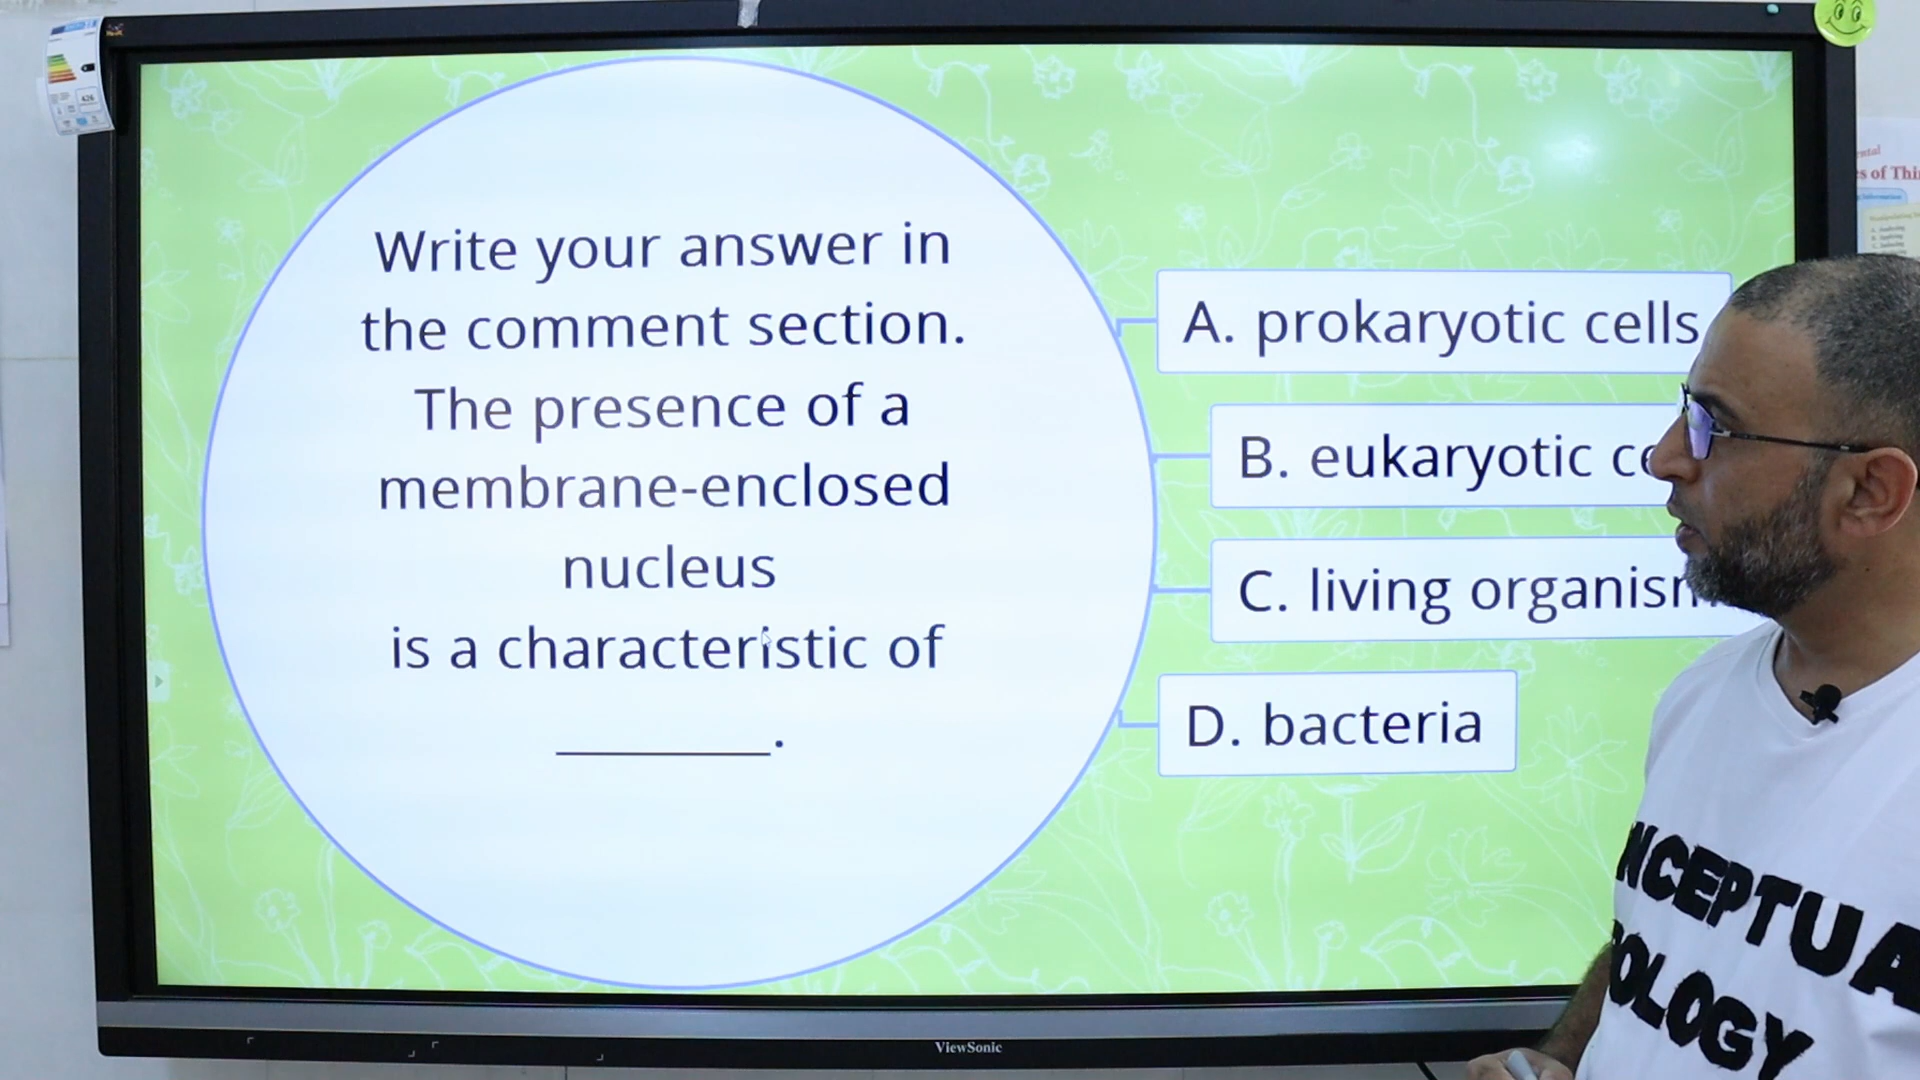 Write your answer in
the comment section.
The presence of a
membrane-enclosed
nucleus
is a characteristic of
________.
A. prokaryotic cells
B. eukaryotic
C. living
D. bacteria
ViewSonic